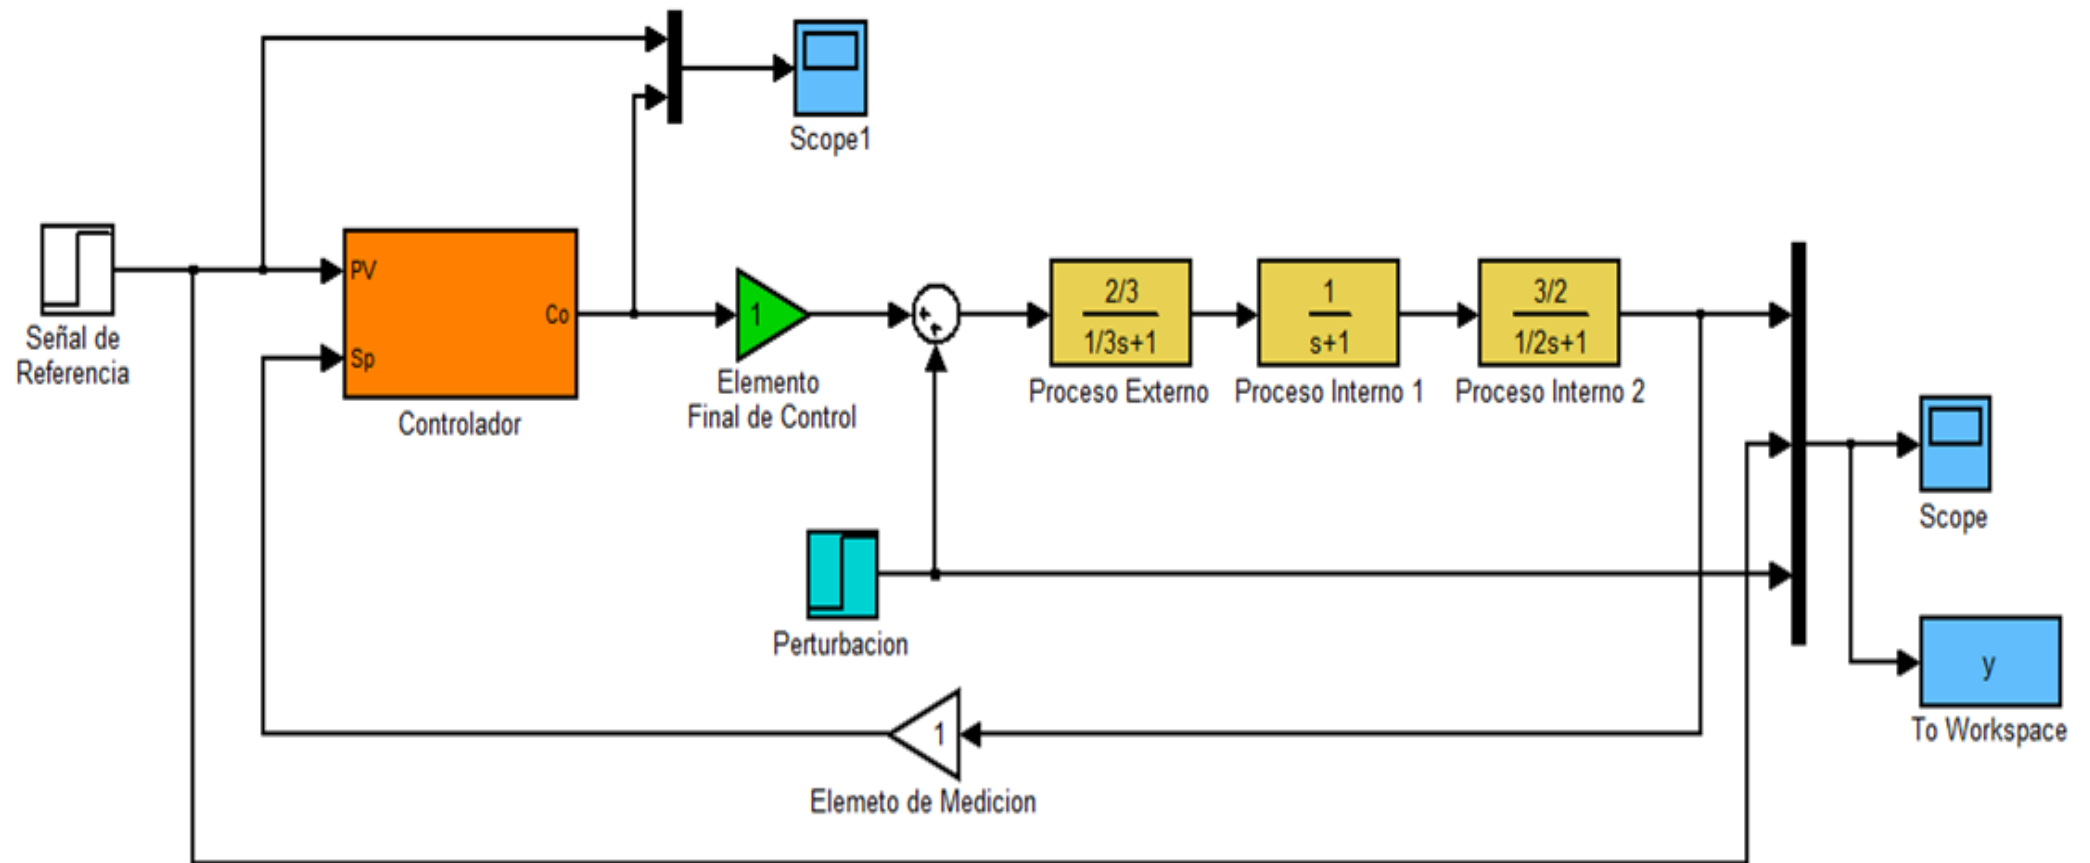 Scope1
Señal de
Referencia
PV
Sp
Co
Controlador
1
Elemento
Final de Control
2/3
1/3s+1
Proceso Externo
1
s+1
Proceso Interno 1
3/2
1/2s+1
Proceso Interno 2
Scope
Perturbacion
y
To Workspace
1
Elemeto de Medicion